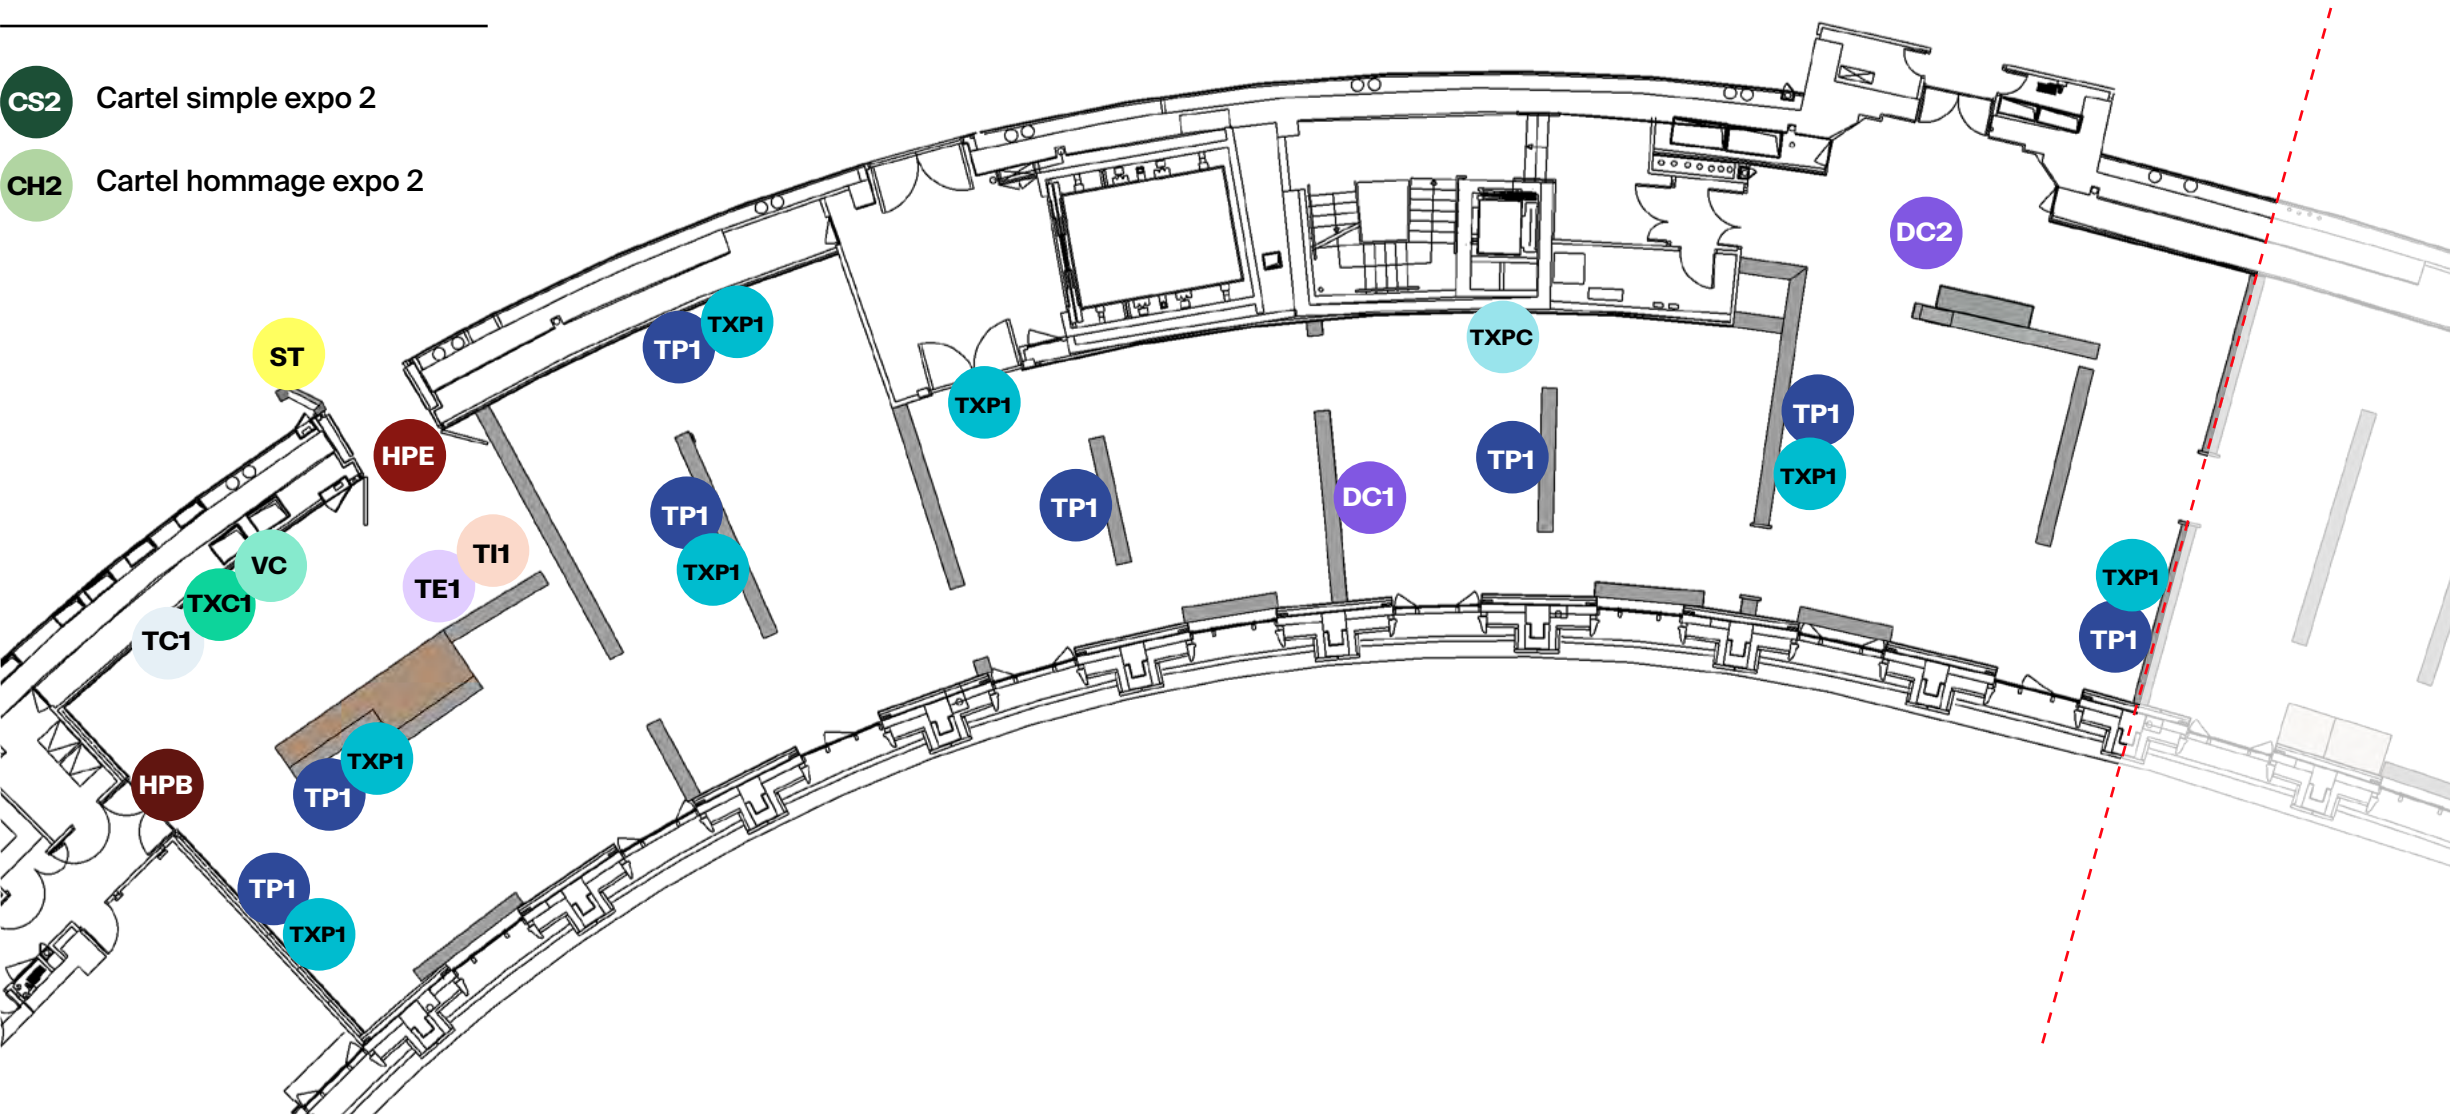 CS2 Cartel simple expo 2
CH2 Cartel hommage expo 2
DC2
TXP1
TP1
TXPC
ST
TXP1
TP1
TXP1
HPE
TP1
DC1
TXP1
TP1
TP1
TI1
VC
TXP1
TXP1
TE1
TXC1
TC1
TP1
TXP1
HPB
TP1
TP1
TXP1